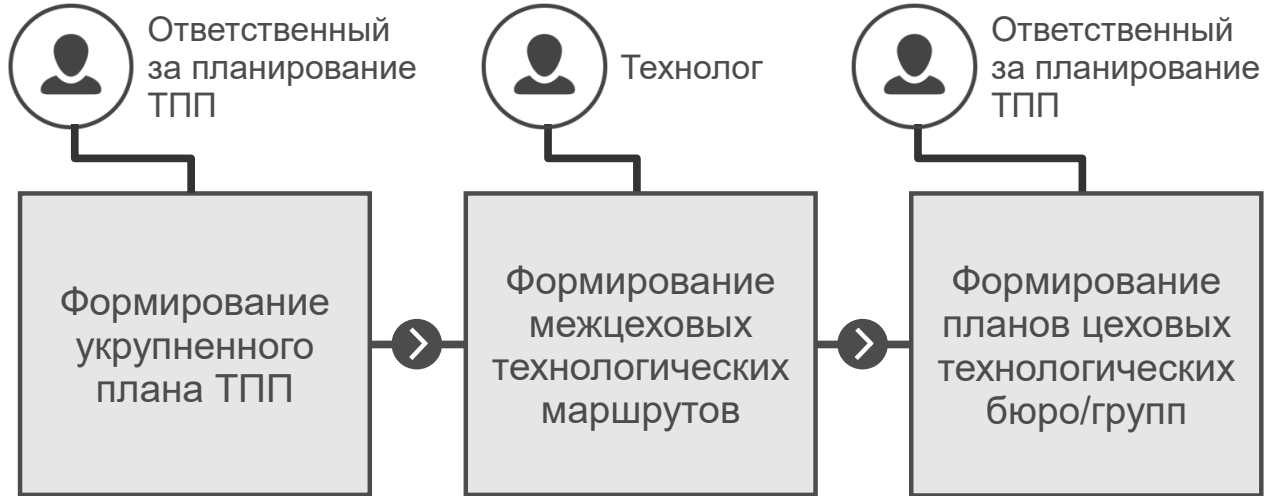 Ответственный
за планирование
ТПП
Технолог
Ответственный
за планирование
ТПП
Формирование
укрупненного
плана ТПП
Формирование
межцеховых
технологических
маршрутов
Формирование
планов цеховых
технологических
бюро/групп